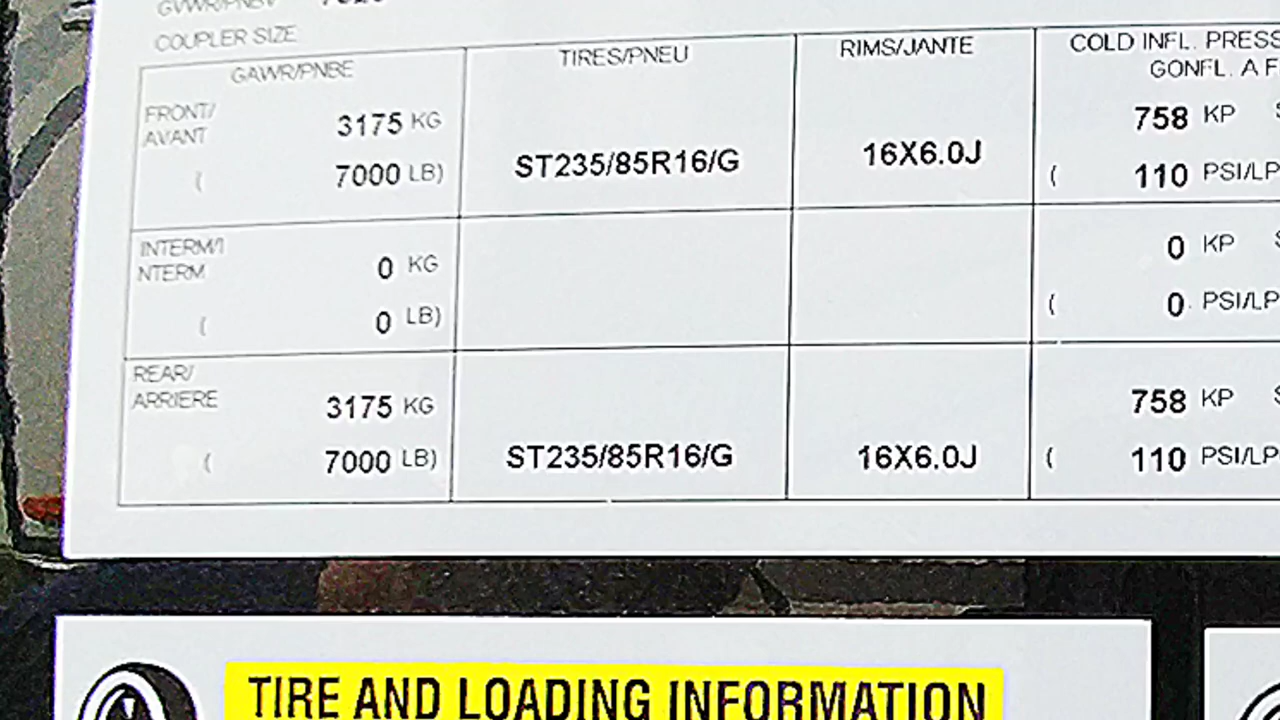 GVWR/PNBV
COUPLER SIZE
GAWR/PNBE TIRES/PNEU RIMS/JANTE COLD INFL. PRESS
GONFL. A F
FRONT/
AVANT 3175 KG ST235/85R16/G 16X6.0J 758 KP S
( 7000 LB) ( 110 PSI/LP
INTERM/I
NTERM 0 KG 0 KP S
( 0 LB) ( 0 PSI/LP
REAR/
ARRIERE 3175 KG ST235/85R16/G 16X6.0J 758 KP S
( 7000 LB) ( 110 PSI/LP
TIRE AND LOADING INFORMATION